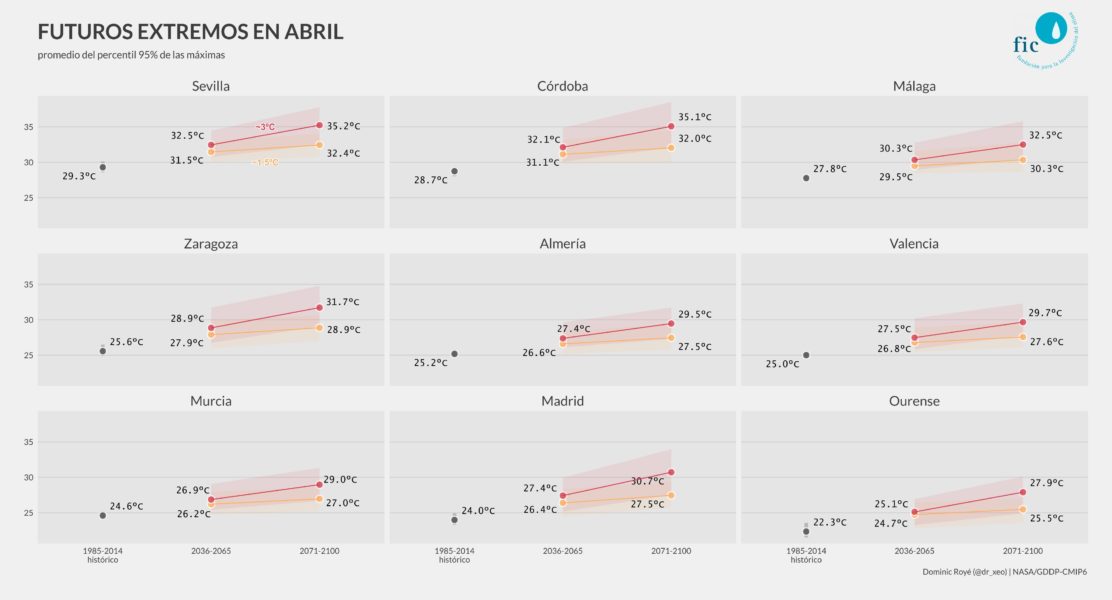 FUTUROS EXTREMOS EN ABRIL
promedio del percentil 95% de las máximas
fic
fundación para la investigación del clima
Sevilla
35
30
25
29.3ºC
32.5ºC
31.5ºC
~3ºC
~1.5ºC
35.2ºC
32.4ºC
Córdoba
28.7ºC
32.1ºC
31.1ºC
35.1ºC
32.0ºC
Málaga
27.8ºC
30.3ºC
29.5ºC
32.5ºC
30.3ºC
Zaragoza
35
30
25
25.6ºC
28.9ºC
27.9ºC
31.7ºC
28.9ºC
Almería
25.2ºC
27.4ºC
26.6ºC
29.5ºC
27.5ºC
Valencia
25.0ºC
27.5ºC
26.8ºC
29.7ºC
27.6ºC
Murcia
35
30
25
24.6ºC
26.9ºC
26.2ºC
29.0ºC
27.0ºC
Madrid
24.0ºC
27.4ºC
26.4ºC
30.7ºC
27.5ºC
Ourense
22.3ºC
25.1ºC
24.7ºC
27.9ºC
25.5ºC
1985-2014
histórico
2036-2065
2071-2100
1985-2014
histórico
2036-2065
2071-2100
1985-2014
histórico
2036-2065
2071-2100
Dominic Royé (@dr_xeo) | NASA/GDDP-CMIP6